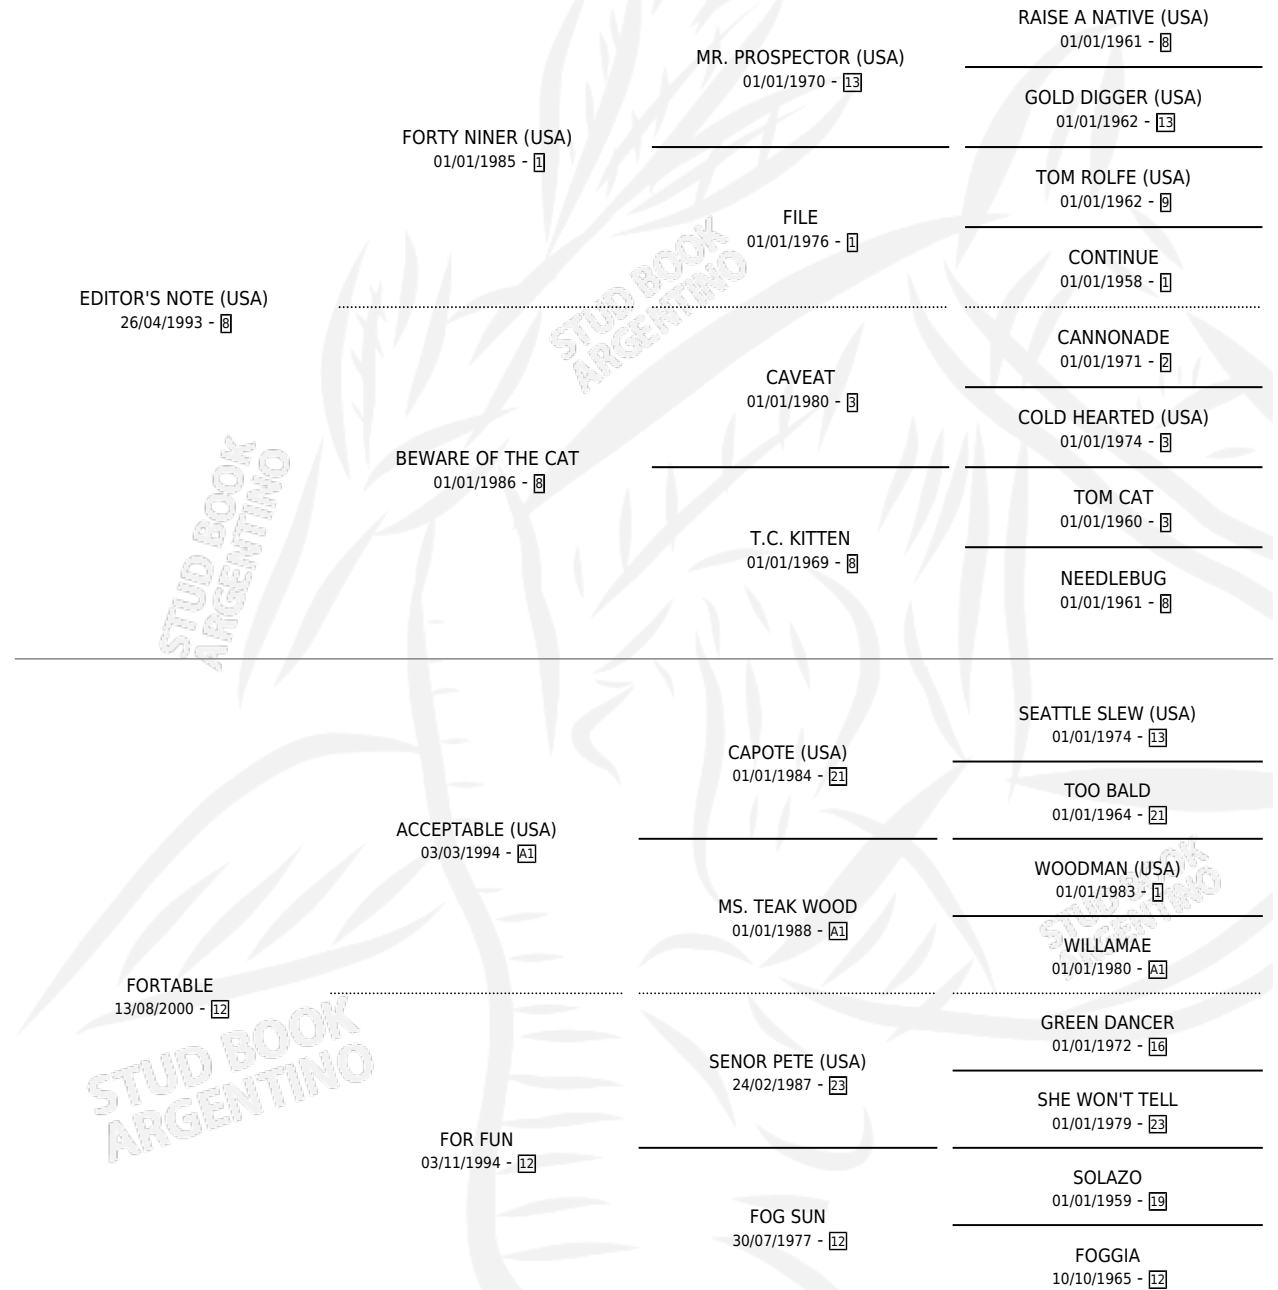 RAISE A NATIVE (USA)
01/01/1961 - 8
MR. PROSPECTOR (USA)
01/01/1970 - 13
GOLD DIGGER (USA)
01/01/1962 - 13
FORTY NINER (USA)
01/01/1985 - 1
TOM ROLFE (USA)
01/01/1962 - 9
FILE
01/01/1976 - 1
CONTINUE
01/01/1958 - 1
EDITOR'S NOTE (USA)
26/04/1993 - 8
STUD BOOK
ARGENTINO
CANNONADE
01/01/1971 - 2
CAVEAT
01/01/1980 - 3
COLD HEARTED (USA)
01/01/1974 - 3
BEWARE OF THE CAT
01/01/1986 - 8
TOM CAT
01/01/1960 - 3
T.C. KITTEN
01/01/1969 - 8
NEEDLEBUG
01/01/1961 - 8
STUD BOOK
ARGENTINO
SEATTLE SLEW (USA)
01/01/1974 - 13
CAPOTE (USA)
01/01/1984 - 21
TOO BALD
01/01/1964 - 21
ACCEPTABLE (USA)
03/03/1994 - A1
WOODMAN (USA)
01/01/1983 - 1
MS. TEAK WOOD
01/01/1988 - A1
WILLAMAE
01/01/1980 - A1
STUD BOOK
ARGENTINO
FORTABLE
13/08/2000 - 12
GREEN DANCER
01/01/1972 - 16
SENOR PETE (USA)
24/02/1987 - 23
SHE WON'T TELL
01/01/1979 - 23
STUD BOOK
ARGENTINO
FOR FUN
03/11/1994 - 12
SOLAZO
01/01/1959 - 19
FOG SUN
30/07/1977 - 12
FOGGIA
10/10/1965 - 12